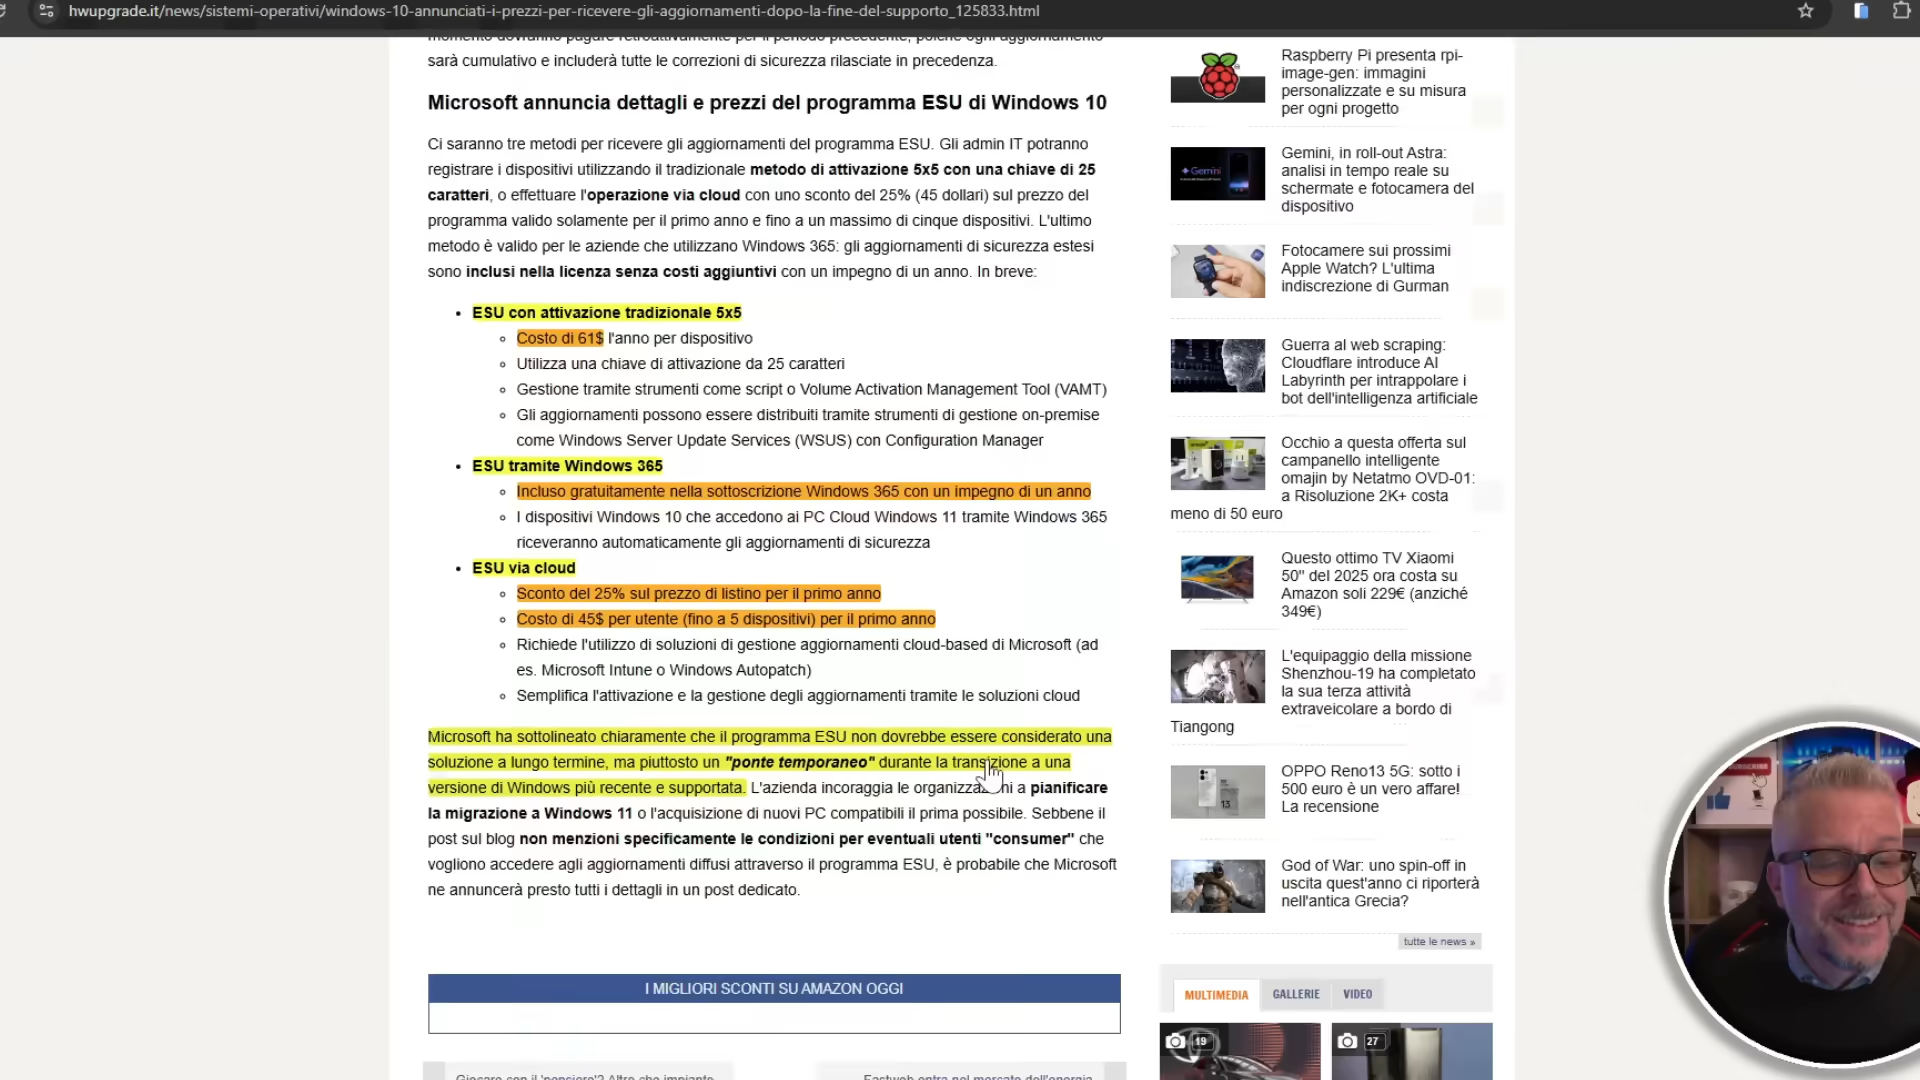 hwupgrade.it/news/sistemi-operativi/windows-10-annunciati-i-prezzi-per-ricevere-gli-aggiornamenti-dopo-la-fine-del-supporto_125833.html
momento dovranno pagare retroattivamente per il periodo precedente, poiché ogni aggiornamento
sarà cumulativo e includerà tutte le correzioni di sicurezza rilasciate in precedenza.
Microsoft annuncia dettagli e prezzi del programma ESU di Windows 10
Ci saranno tre metodi per ricevere gli aggiornamenti del programma ESU. Gli admin IT potranno
registrare i dispositivi utilizzando il tradizionale metodo di attivazione 5x5 con una chiave di 25
caratteri, o effettuare l'operazione via cloud con uno sconto del 25% (45 dollari) sul prezzo del
programma valido solamente per il primo anno e fino a un massimo di cinque dispositivi. L'ultimo
metodo è valido per le aziende che utilizzano Windows 365: gli aggiornamenti di sicurezza estesi
sono inclusi nella licenza senza costi aggiuntivi con un impegno di un anno. In breve:
• ESU con attivazione tradizionale 5x5
◦ Costo di 61$ l'anno per dispositivo
◦ Utilizza una chiave di attivazione da 25 caratteri
◦ Gestione tramite strumenti come script o Volume Activation Management Tool (VAMT)
◦ Gli aggiornamenti possono essere distribuiti tramite strumenti di gestione on-premise
come Windows Server Update Services (WSUS) con Configuration Manager
• ESU tramite Windows 365
◦ Incluso gratuitamente nella sottoscrizione Windows 365 con un impegno di un anno
◦ I dispositivi Windows 10 che accedono ai PC Cloud Windows 11 tramite Windows 365
riceveranno automaticamente gli aggiornamenti di sicurezza
• ESU via cloud
◦ Sconto del 25% sul prezzo di listino per il primo anno
◦ Costo di 45$ per utente (fino a 5 dispositivi) per il primo anno
◦ Richiede l'utilizzo di soluzioni di gestione aggiornamenti cloud-based di Microsoft (ad
es. Microsoft Intune o Windows Autopatch)
◦ Semplifica l'attivazione e la gestione degli aggiornamenti tramite le soluzioni cloud
Microsoft ha sottolineato chiaramente che il programma ESU non dovrebbe essere considerato una
soluzione a lungo termine, ma piuttosto un "ponte temporaneo" durante la transizione a una
versione di Windows più recente e supportata. L'azienda incoraggia le organizzazioni a pianificare
la migrazione a Windows 11 o l'acquisizione di nuovi PC compatibili il prima possibile. Sebbene il
post sul blog non menzioni specificamente le condizioni per eventuali utenti "consumer" che
vogliono accedere agli aggiornamenti diffusi attraverso il programma ESU, è probabile che Microsoft
ne annuncerà presto tutti i dettagli in un post dedicato.
I MIGLIORI SCONTI SU AMAZON OGGI
Giocare con il 'pensiero'? Altro che impianto
Fastweb entra nel mercato dell'energia
Raspberry Pi presenta rpi-
image-gen: immagini
personalizzate e su misura
per ogni progetto
Gemini
Gemini, in roll-out Astra:
analisi in tempo reale su
schermate e fotocamera del
dispositivo
Fotocamere sui prossimi
Apple Watch? L'ultima
indiscrezione di Gurman
Guerra al web scraping:
Cloudflare introduce AI
Labyrinth per intrappolare i
bot dell'intelligenza artificiale
Occhio a questa offerta sul
campanello intelligente
omajin by Netatmo OVD-01:
a Risoluzione 2K+ costa
meno di 50 euro
Questo ottimo TV Xiaomi
50" del 2025 ora costa su
Amazon soli 229€ (anziché
349€)
L'equipaggio della missione
Shenzhou-19 ha completato
la sua terza attività
extraveicolare a bordo di
Tiangong
OPPO Reno13 5G: sotto i
500 euro è un vero affare!
La recensione
God of War: uno spin-off in
uscita quest'anno ci riporterà
nell'antica Grecia?
tutte le news »
MULTIMEDIA
GALLERIE
VIDEO
19
27